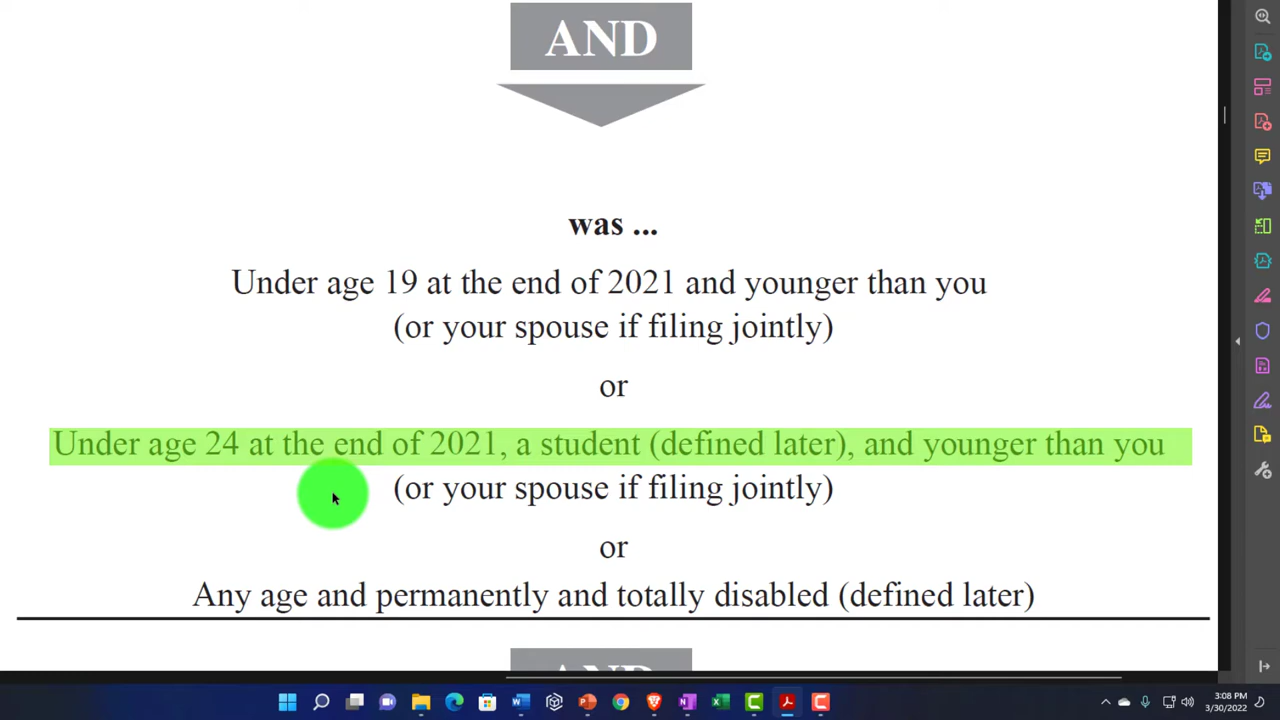 AND
was ...
Under age 19 at the end of 2021 and younger than you
(or your spouse if filing jointly)
or
Under age 24 at the end of 2021, a student (defined later), and younger than you
(or your spouse if filing jointly)
or
Any age and permanently and totally disabled (defined later)
AND
3:08 PM
3/30/2022